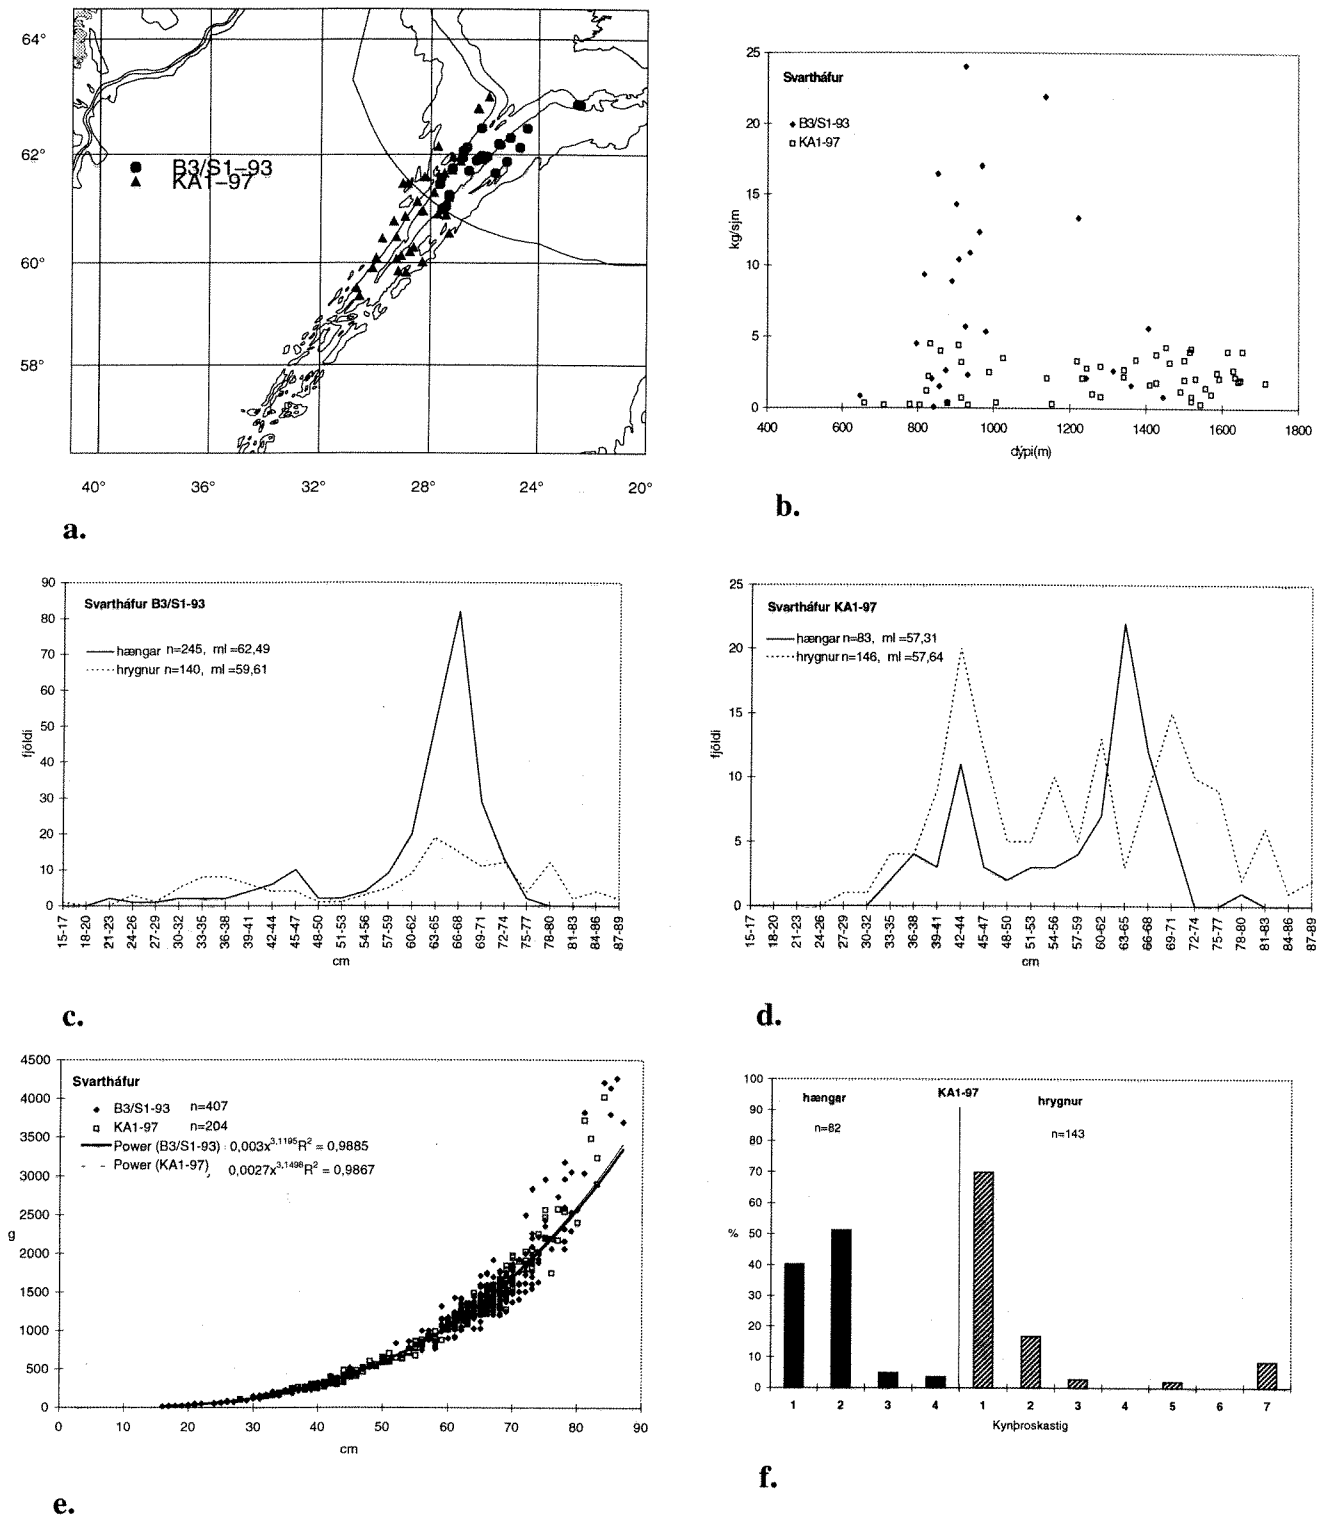 64°
62°
60°
58°
B3/S1–93
KA1–97
40° 36° 32° 28° 24° 20°
a.
Svartháfur
B3/S1-93
KA1-97
kg/sjm
25
20
15
10
5
0
400 600 800 1000 1200 1400 1600 1800
dýpi(m)
b.
Svartháfur B3/S1-93
hængar n=245, ml =62,49
hrygnur n=140, ml =59,61
fjöldi
90
80
70
60
50
40
30
20
10
0
15-17 18-20 21-23 24-26 27-29 30-32 33-35 36-38 39-41 42-44 45-47 48-50 51-53 54-56 57-59 60-62 63-65 66-68 69-71 72-74 75-77 78-80 81-83 84-86 87-89
cm
c.
Svartháfur KA1-97
hængar n=83, ml =57,31
hrygnur n=146, ml =57,64
fjöldi
25
20
15
10
5
0
15-17 18-20 21-23 24-26 27-29 30-32 33-35 36-38 39-41 42-44 45-47 48-50 51-53 54-56 57-59 60-62 63-65 66-68 69-71 72-74 75-77 78-80 81-83 84-86 87-89
cm
d.
Svartháfur
B3/S1-93 n=407
KA1-97 n=204
Power (B3/S1-93) 0,003x^3,1195 R² = 0,9885
Power (KA1-97) 0,0027x^3,1498 R² = 0,9867
g
4500
4000
3500
3000
2500
2000
1500
1000
500
0
0 10 20 30 40 50 60 70 80 90
cm
e.
KA1-97
hængar
n=82
hrygnur
n=143
%
100
90
80
70
60
50
40
30
20
10
0
1 2 3 4 1 2 3 4 5 6 7
Kynþroskastig
f.